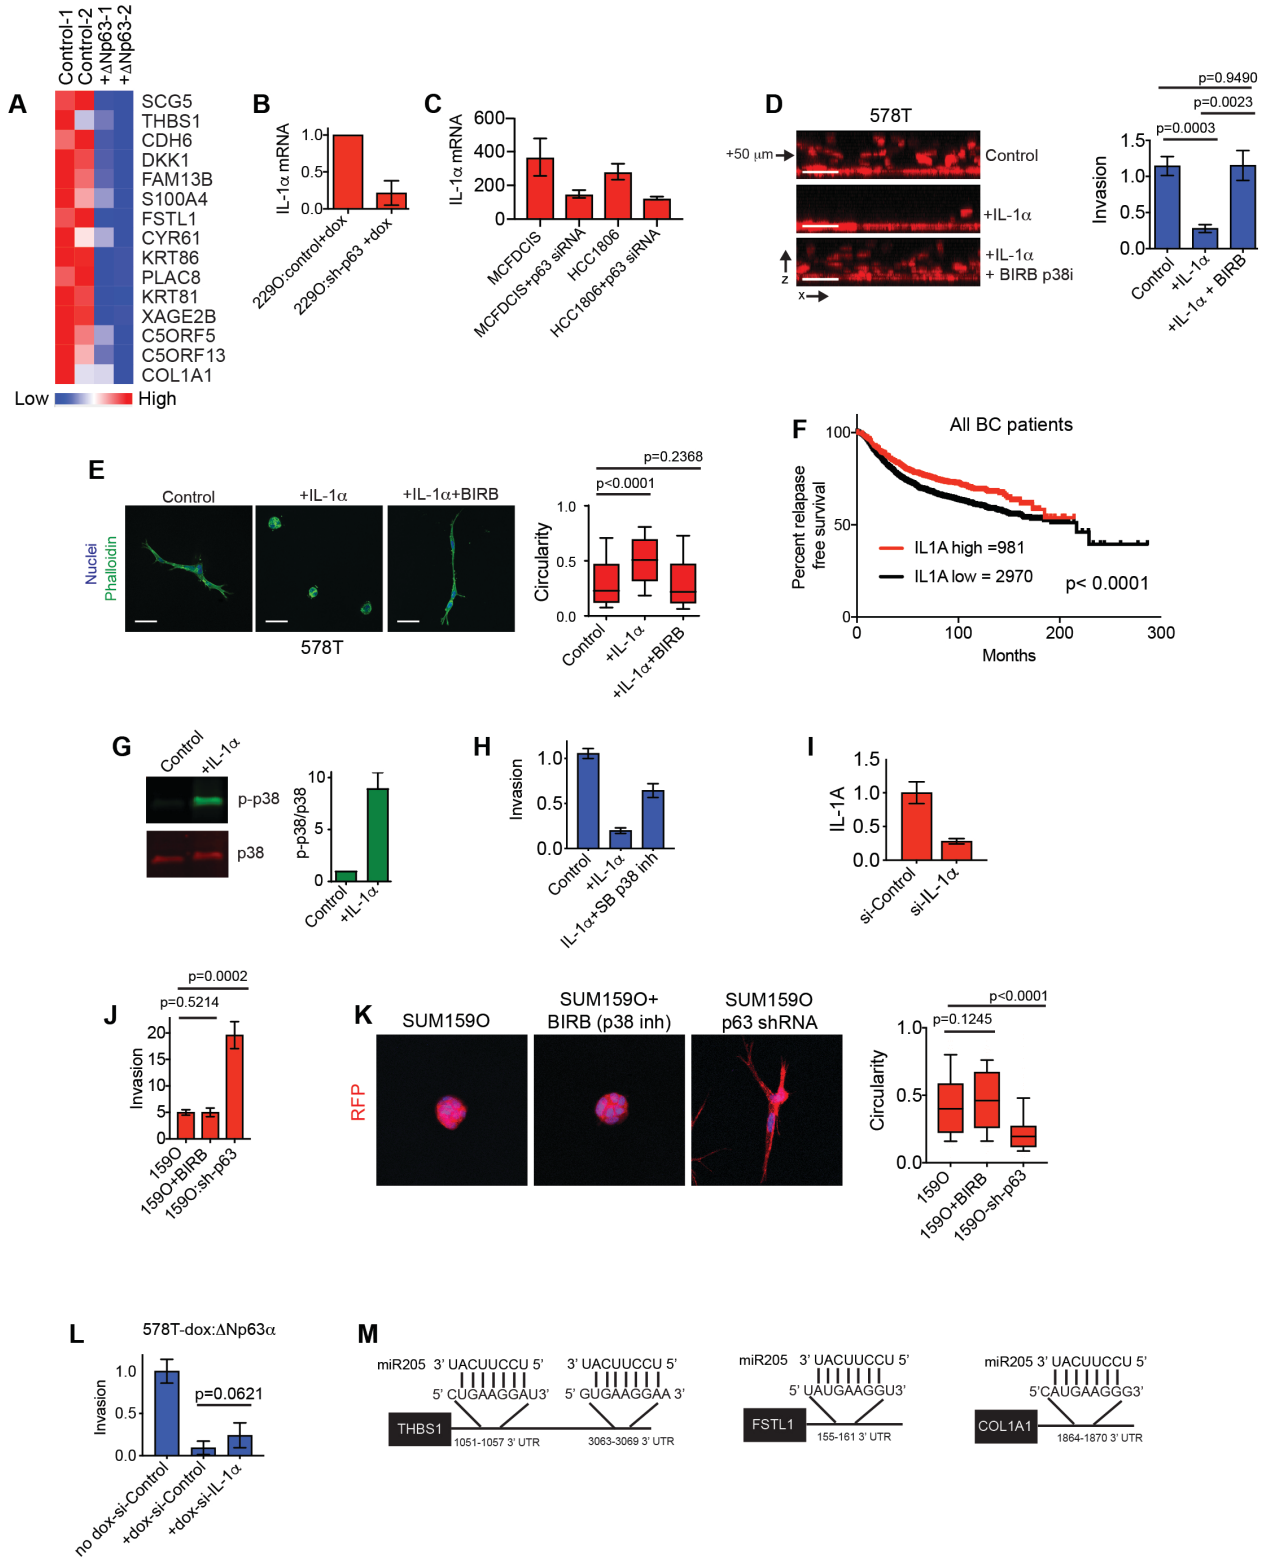 A
Control-1
Control-2
+ΔNp63-1
+ΔNp63-2
SCG5
THBS1
CDH6
DKK1
FAM13B
S100A4
FSTL1
CYR61
KRT86
PLAC8
KRT81
XAGE2B
C5ORF5
C5ORF13
COL1A1
Low
High
B
IL-1α mRNA
1.0
0.5
0.0
229O:control+dox
229O:sh-p63 +dox
C
IL-1α mRNA
600
400
200
0
MCFDCIS
MCFDCIS+p63 siRNA
HCC1806
HCC1806+p63 siRNA
D
578T
+50 µm
Control
+IL-1α
+IL-1α
+ BIRB p38i
z
x
p=0.9490
p=0.0023
p=0.0003
Invasion
1.5
1.0
0.5
0.0
Control
+IL-1α
+IL-1α + BIRB
E
Control
+IL-1α
+IL-1α+BIRB
Nuclei
Phalloidin
578T
p=0.2368
p<0.0001
Circularity
1.0
0.5
0.0
Control
+IL-1α
+IL-1α+BIRB
F
All BC patients
Percent relapase
free survival
100
50
0
IL1A high =981
IL1A low = 2970
p< 0.0001
0
100
200
300
Months
G
Control
+IL-1α
p-p38
p38
p-p38/p38
10
5
0
Control
+IL-1α
H
Invasion
1.0
0.5
0.0
Control
+IL-1α
IL-1α+SB p38 inh
I
IL-1A
1.5
1.0
0.5
0.0
si-Control
si-IL-1α
J
p=0.0002
p=0.5214
Invasion
20
15
10
5
0
159O
159O+BIRB
159O:sh-p63
K
SUM159O
SUM159O+
BIRB (p38 inh)
SUM159O
p63 shRNA
RFP
p<0.0001
p=0.1245
Circularity
1.0
0.5
0.0
159O
159O+BIRB
159O-sh-p63
L
578T-dox:ΔNp63α
p=0.0621
Invasion
1.0
0.5
0.0
no dox-si-Control
+dox-si-Control
+dox-si-IL-1α
M
miR205 3' UACUUCCU 5' 3' UACUUCCU 5'
5' CUGAAGGAU3' 5' GUGAAGGAA 3'
THBS1
1051-1057 3' UTR 3063-3069 3' UTR
miR205 3' UACUUCCU 5'
5' UAUGAAGGU3'
FSTL1
155-161 3' UTR
miR205 3' UACUUCCU 5'
5'CAUGAAGGG3'
COL1A1
1864-1870 3' UTR